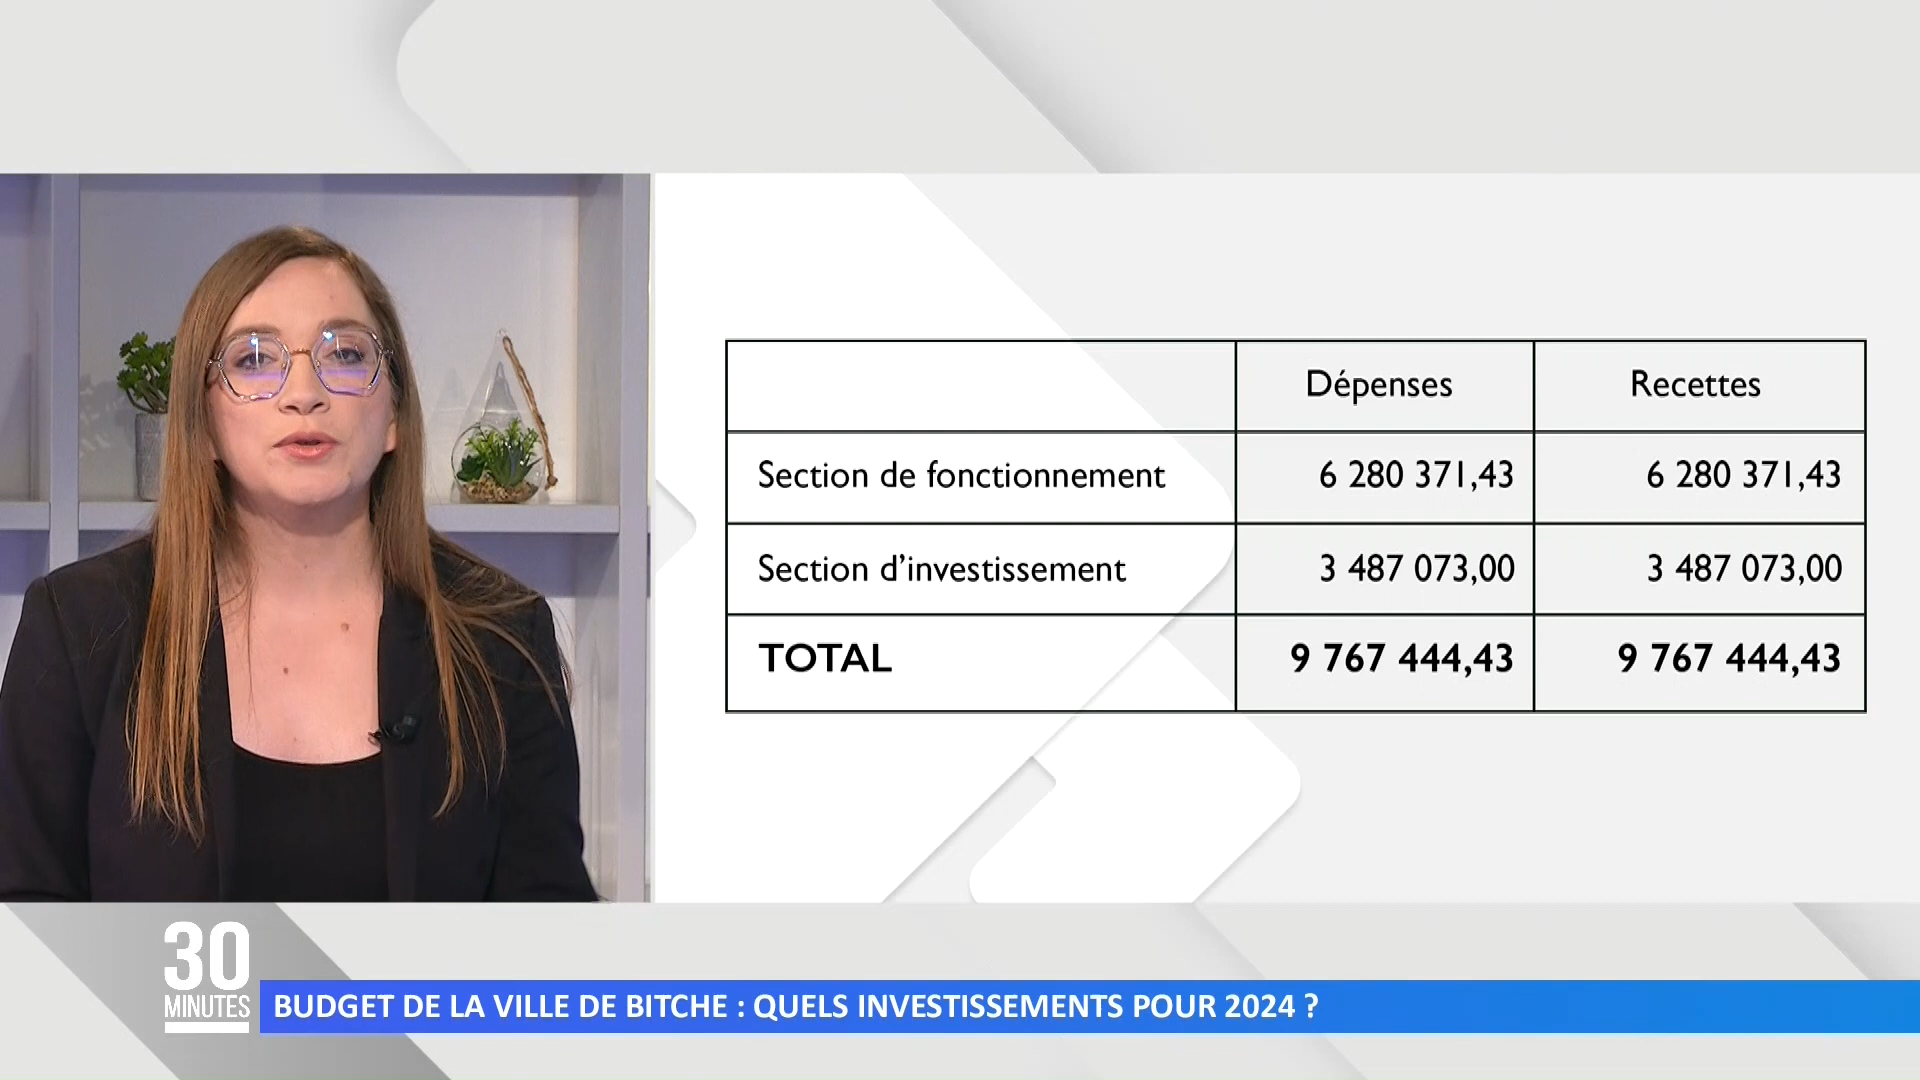 Dépenses Recettes
Section de fonctionnement 6 280 371,43 6 280 371,43
Section d’investissement 3 487 073,00 3 487 073,00
TOTAL 9 767 444,43 9 767 444,43
30
MINUTES
BUDGET DE LA VILLE DE BITCHE : QUELS INVESTISSEMENTS POUR 2024 ?